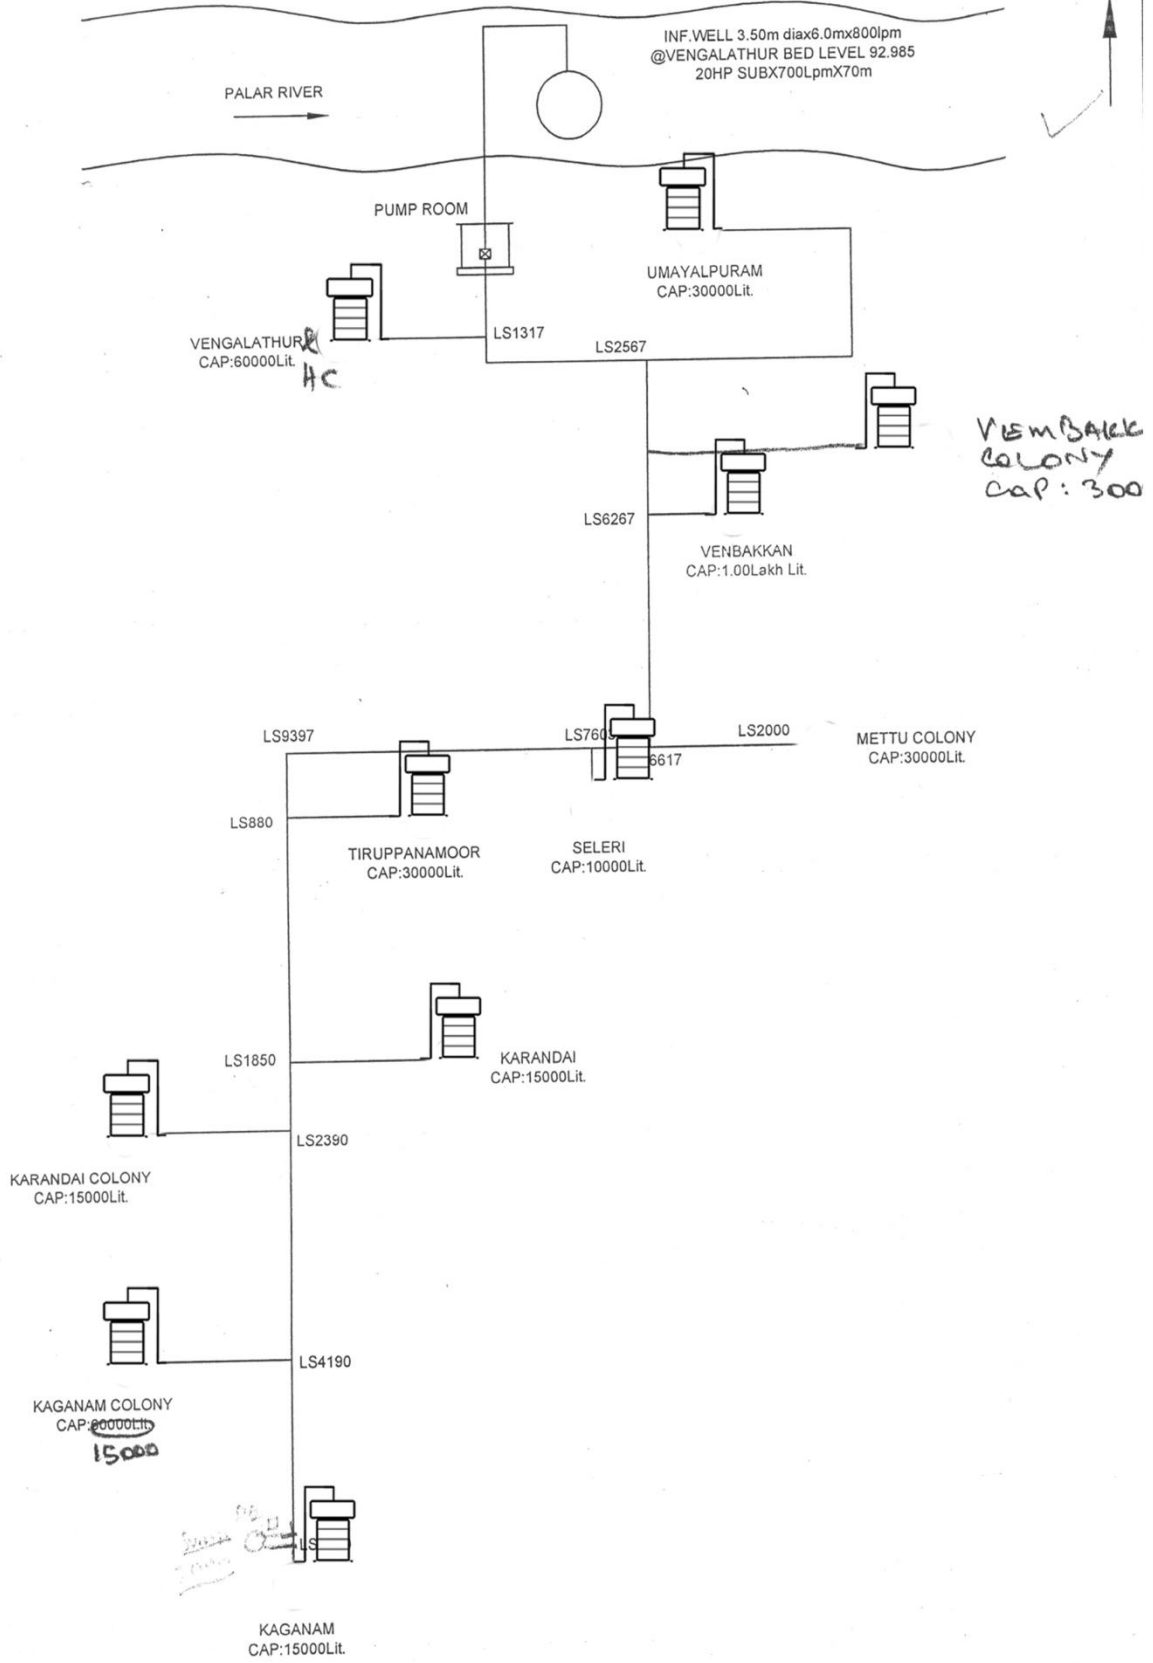 INF.WELL 3.50m diax6.0mx800lpm
@VENGALATHUR BED LEVEL 92.985
20HP SUBX700LpmX70m
PALAR RIVER
PUMP ROOM
UMAYALPURAM
CAP:30000Lit.
LS1317
VENGALATHUR
CAP:60000Lit.
HC
LS2567
VEMBAKK
COLONY
CaP: 300
LS6267
VENBAKKAN
CAP:1.00Lakh Lit.
LS9397
LS760
LS2000
METTU COLONY
CAP:30000Lit.
6617
LS880
TIRUPPANAMOOR
CAP:30000Lit.
SELERI
CAP:10000Lit.
LS1850
KARANDAI
CAP:15000Lit.
LS2390
KARANDAI COLONY
CAP:15000Lit.
LS4190
KAGANAM COLONY
CAP:60000Lit.
15000
LS
KAGANAM
CAP:15000Lit.